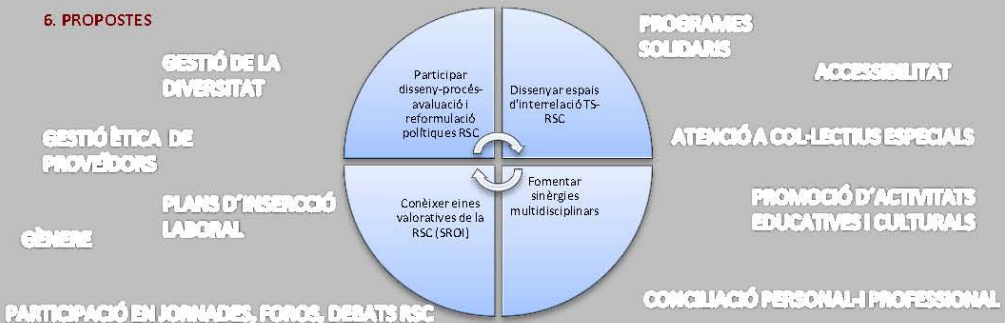 6. PROPOSTES
GESTIÓ DE LA
DIVERSITAT
GESTIÓ ÈTICA DE
PROVEÏDORS
PLANS D´INSERCCIÓ
LABORAL
GÈNERE
PARTICIPACIÓ EN JORNADES, FOROS, DEBATS RSC
Participar
disseny-procés-
avaluació i
reformulació
polítiques RSC
Dissenyar espais
d'interrelació TS-
RSC
Conèixer eines
valoratives de la
RSC (SROI)
Fomentar
sinèrgies
multidisciplinars
PROGRAMES
SOLIDARIS
ACCESSIBILITAT
ATENCIÓ A COL·LECTIUS ESPECIALS
PROMOCIÓ D´ACTIVITATS
EDUCATIVES I CULTURALS
CONCILIACIÓ PERSONAL-I PROFESSIONAL